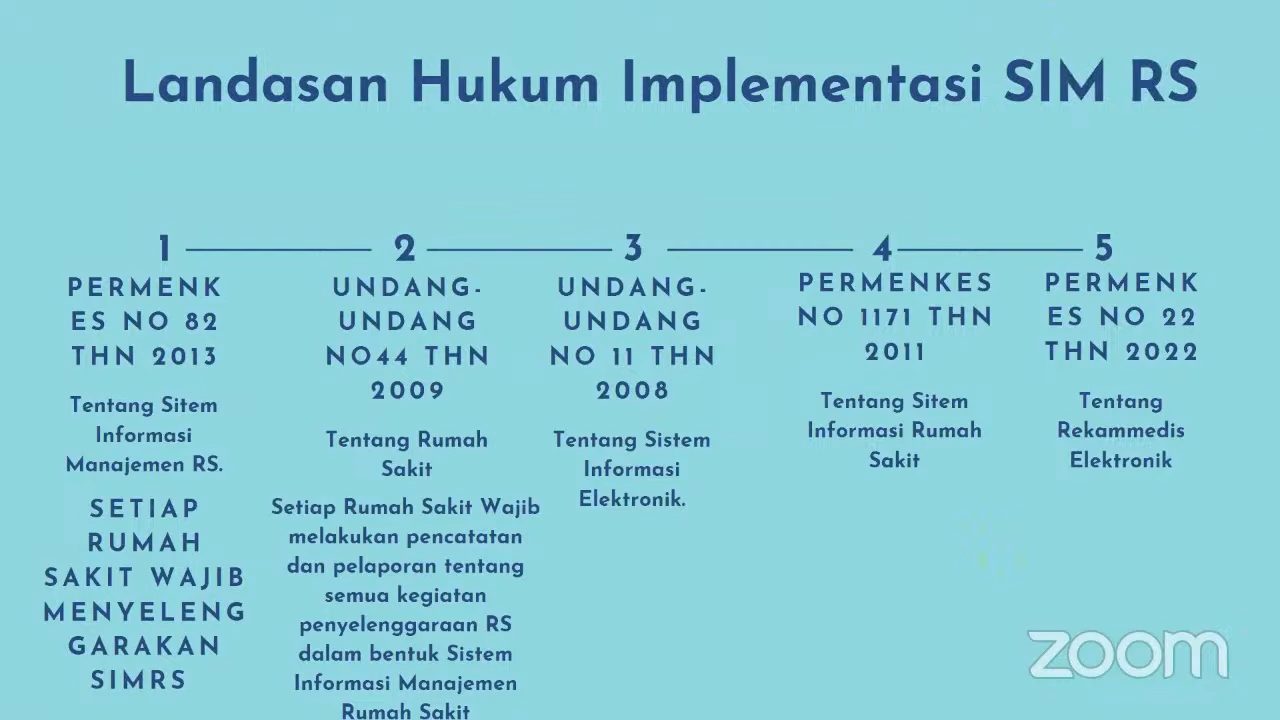 Landasan Hukum Implementasi SIM RS
1
PERMENK
ES NO 82
THN 2013
Tentang Sitem
Informasi
Manajemen RS.
SETIAP
RUMAH
SAKIT WAJIB
MENYELENG
GARAKAN
SIMRS
2
UNDANG-
UNDANG
NO44 THN
2009
Tentang Rumah
Sakit
Setiap Rumah Sakit Wajib
melakukan pencatatan
dan pelaporan tentang
semua kegiatan
penyelenggaraan RS
dalam bentuk Sistem
Informasi Manajemen
Rumah Sakit
3
UNDANG-
UNDANG
NO 11 THN
2008
Tentang Sistem
Informasi
Elektronik.
4
PERMENKES
NO 1171 THN
2011
Tentang Sitem
Informasi Rumah
Sakit
5
PERMENK
ES NO 22
THN 2022
Tentang
Rekammedis
Elektronik
zoom